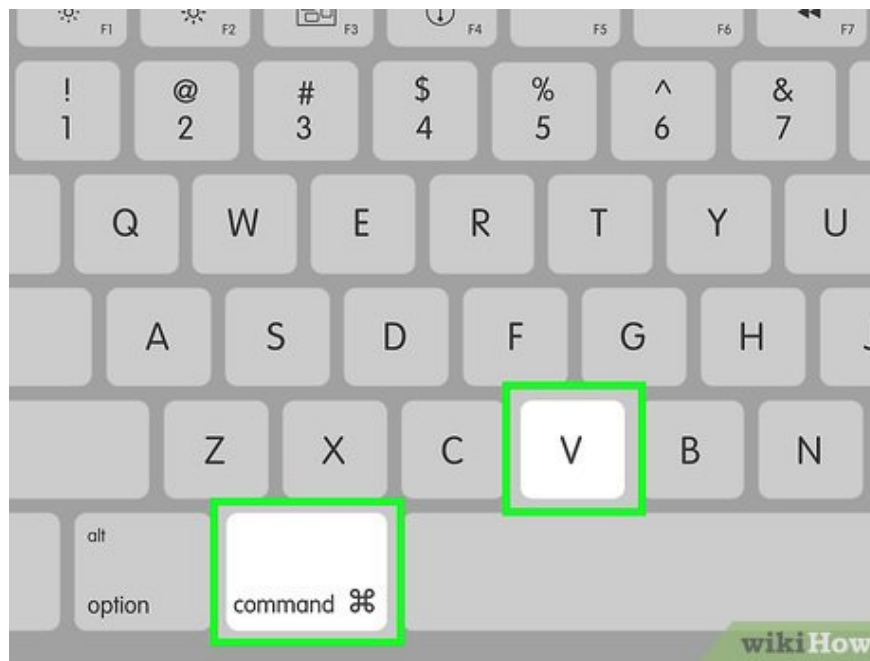 F1 F2 F3 F4 F5 F6 F7
! @ # $ % ^ &
1 2 3 4 5 6 7
Q W E R T Y U
A S D F G H J
Z X C V B N
alt
option command ⌘
wikiHow